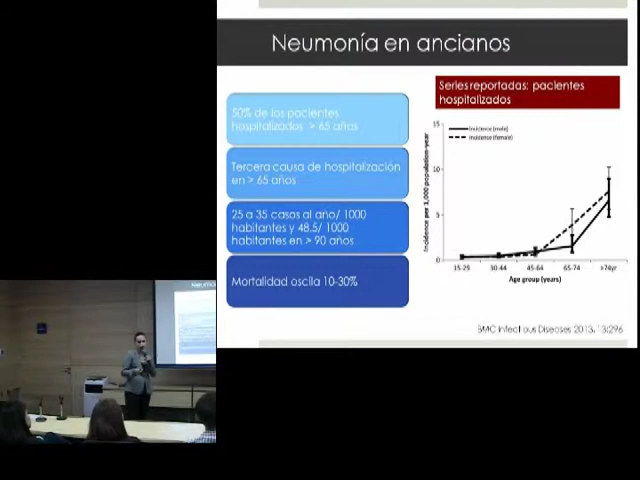 Neumonía en ancianos
50% de los pacientes
hospitalizados > 65 años
Tercera causa de hospitalización
en > 65 años
25 a 35 casos al año/ 1000
habitantes y 48.5/ 1000
habitantes en > 90 años
Mortalidad oscila 10-30%
Series reportadas: pacientes
hospitalizados
Incidence (male)
Incidence (female)
Incidence per 1,000 population-year
15
10
5
0
15-29 30-44 45-64 65-74 >74yr
Age group (years)
BMC Infectious Diseases 2013, 13:296